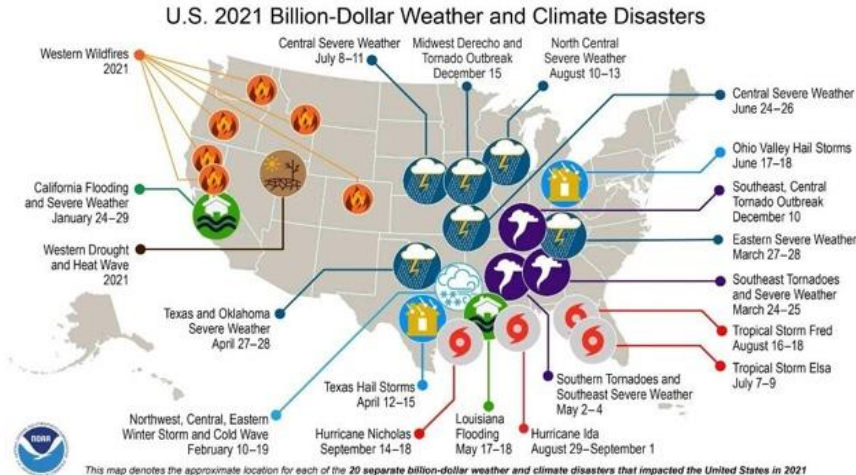 U.S. 2021 Billion-Dollar Weather and Climate Disasters
Western Wildfires
2021
Central Severe Weather
July 8–11
Midwest Derecho and
Tornado Outbreak
December 15
North Central
Severe Weather
August 10–13
Central Severe Weather
June 24–26
Ohio Valley Hail Storms
June 17–18
Southeast, Central
Tornado Outbreak
December 10
Eastern Severe Weather
March 27–28
Southeast Tornadoes
and Severe Weather
March 24–25
Tropical Storm Fred
August 16–18
Tropical Storm Elsa
July 7–9
California Flooding
and Severe Weather
January 24–29
Western Drought
and Heat Wave
2021
Texas and Oklahoma
Severe Weather
April 27–28
Texas Hail Storms
April 12–15
Southern Tornadoes and
Southeast Severe Weather
May 2–4
Northwest, Central, Eastern
Winter Storm and Cold Wave
February 10–19
Hurricane Nicholas
September 14–18
Louisiana
Flooding
May 17–18
Hurricane Ida
August 29–September 1
NOAA
This map denotes the approximate location for each of the 20 separate billion-dollar weather and climate disasters that impacted the United States in 2021